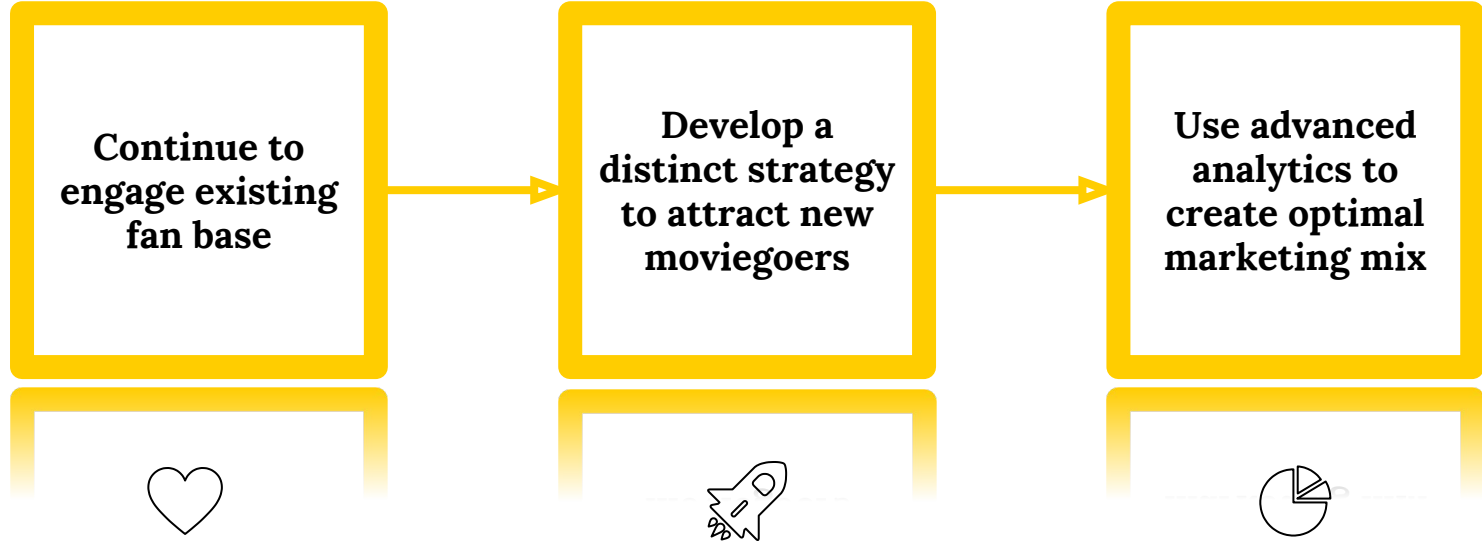 Continue to
engage existing
fan base
Develop a
distinct strategy
to attract new
moviegoers
Use advanced
analytics to
create optimal
marketing mix